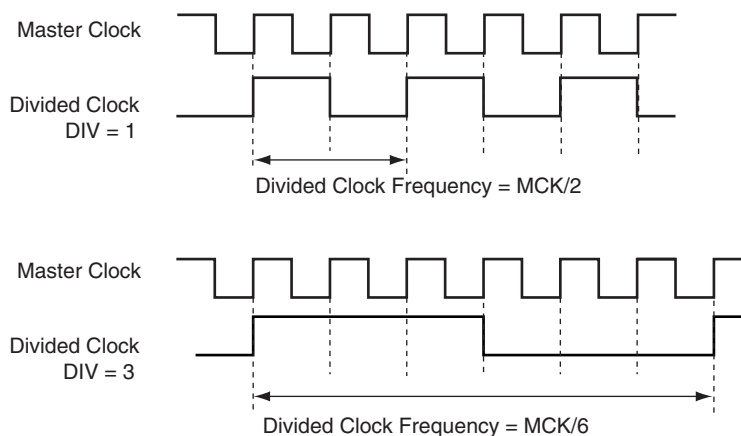 Master Clock
Divided Clock
DIV = 1
Divided Clock Frequency = MCK/2
Master Clock
Divided Clock
DIV = 3
Divided Clock Frequency = MCK/6